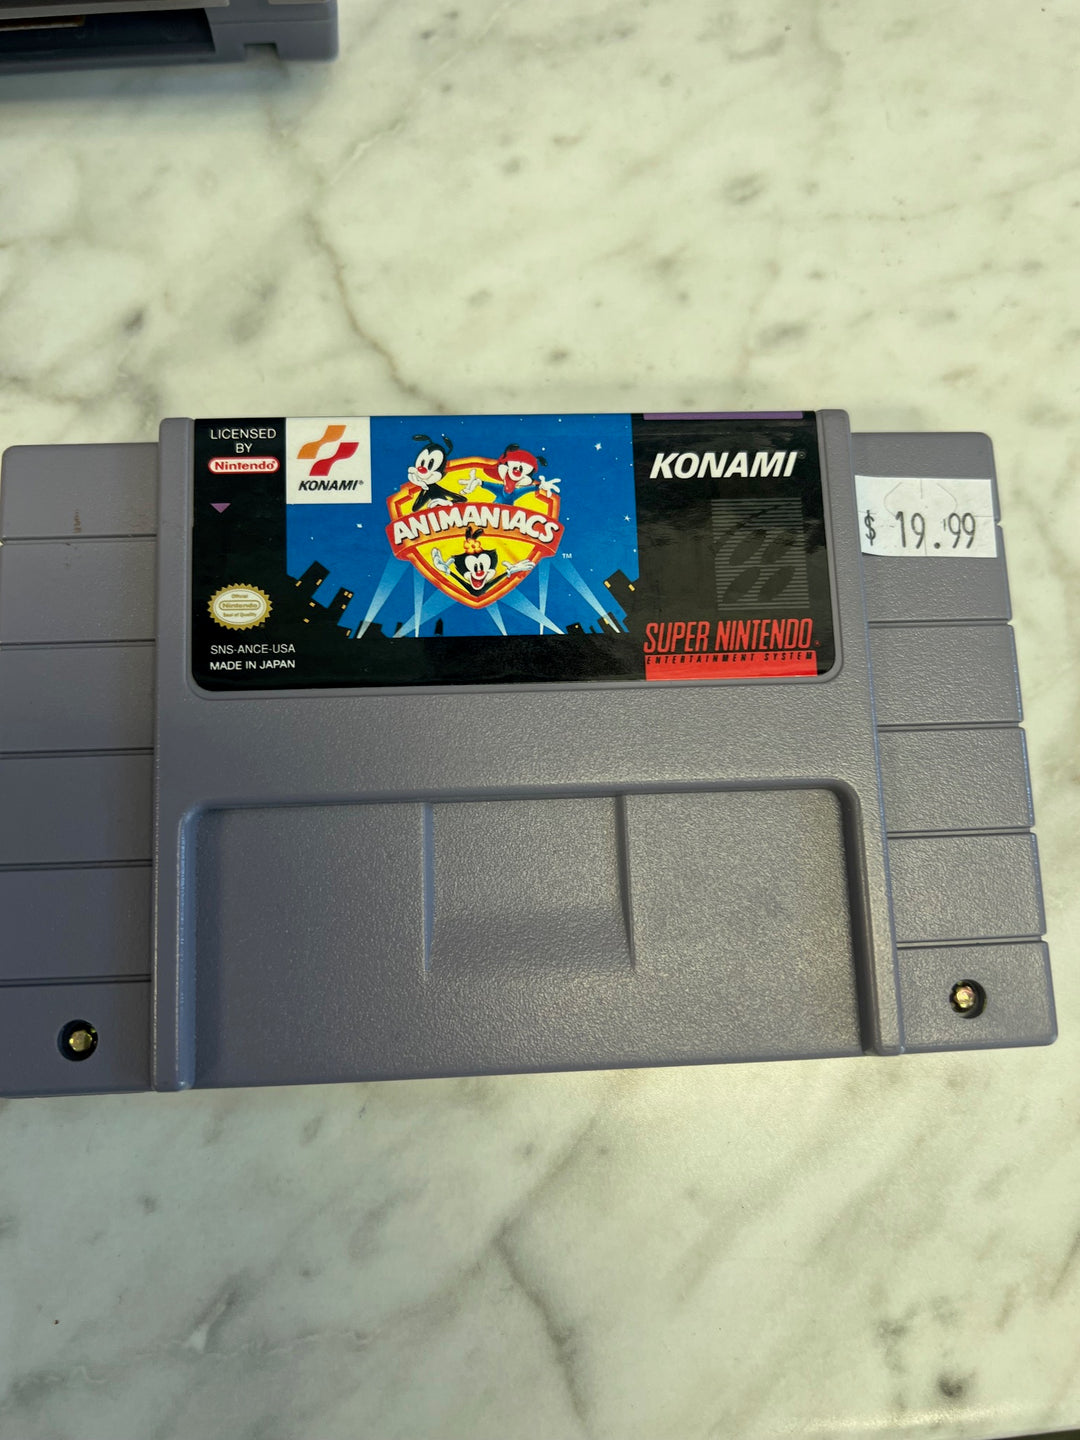 LICENSED
BY
Nintendo®
KONAMI®
ANIMANIACS
TM
KONAMI®
$ 19.99
Official
Nintendo
Seal of Quality
SNS-ANCE-USA
MADE IN JAPAN
SUPER NINTENDO®
ENTERTAINMENT SYSTEM